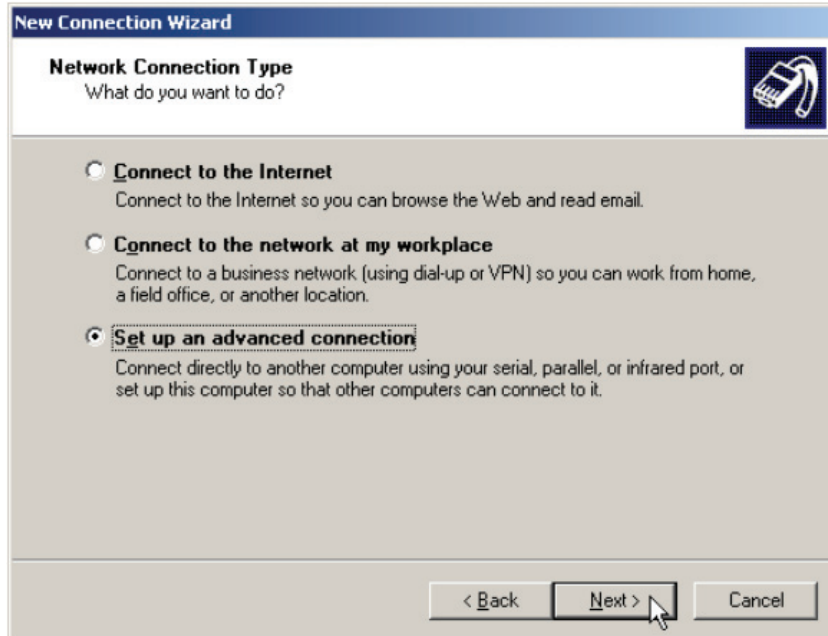 New Connection Wizard
Network Connection Type
What do you want to do?
Connect to the Internet
Connect to the Internet so you can browse the Web and read email.
Connect to the network at my workplace
Connect to a business network (using dial-up or VPN) so you can work from home,
a field office, or another location.
Set up an advanced connection
Connect directly to another computer using your serial, parallel, or infrared port, or
set up this computer so that other computers can connect to it.
< Back Next > Cancel